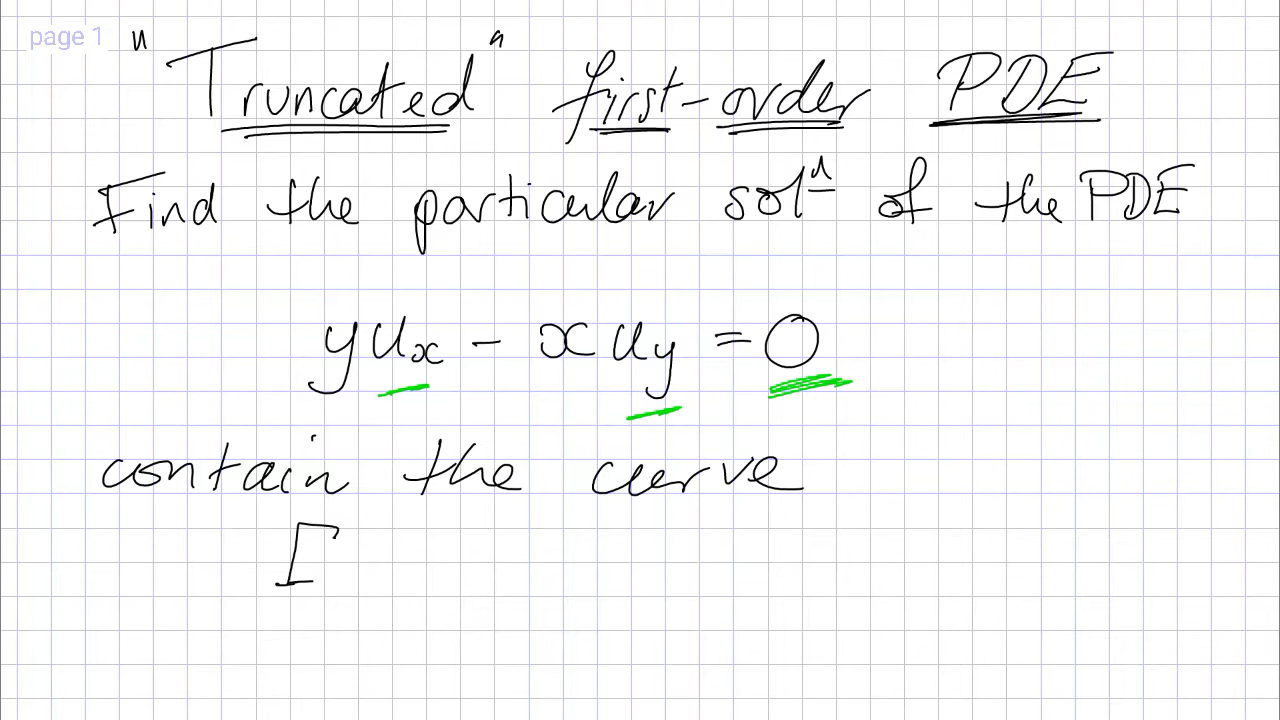 page 1
"Truncated" first-order PDE
Find the particular solⁿ of the PDE
yuₓ - xu_y = 0
contain the curve
Γ